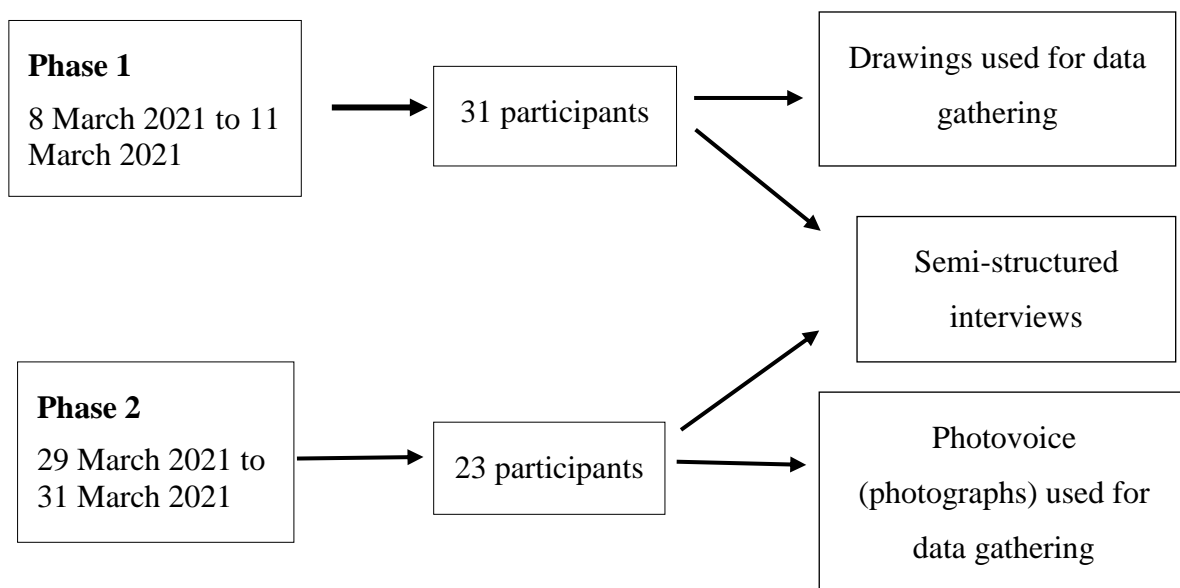 Phase 1
8 March 2021 to 11
March 2021
31 participants
Drawings used for data
gathering
Semi-structured
interviews
Phase 2
29 March 2021 to
31 March 2021
23 participants
Photovoice
(photographs) used for
data gathering